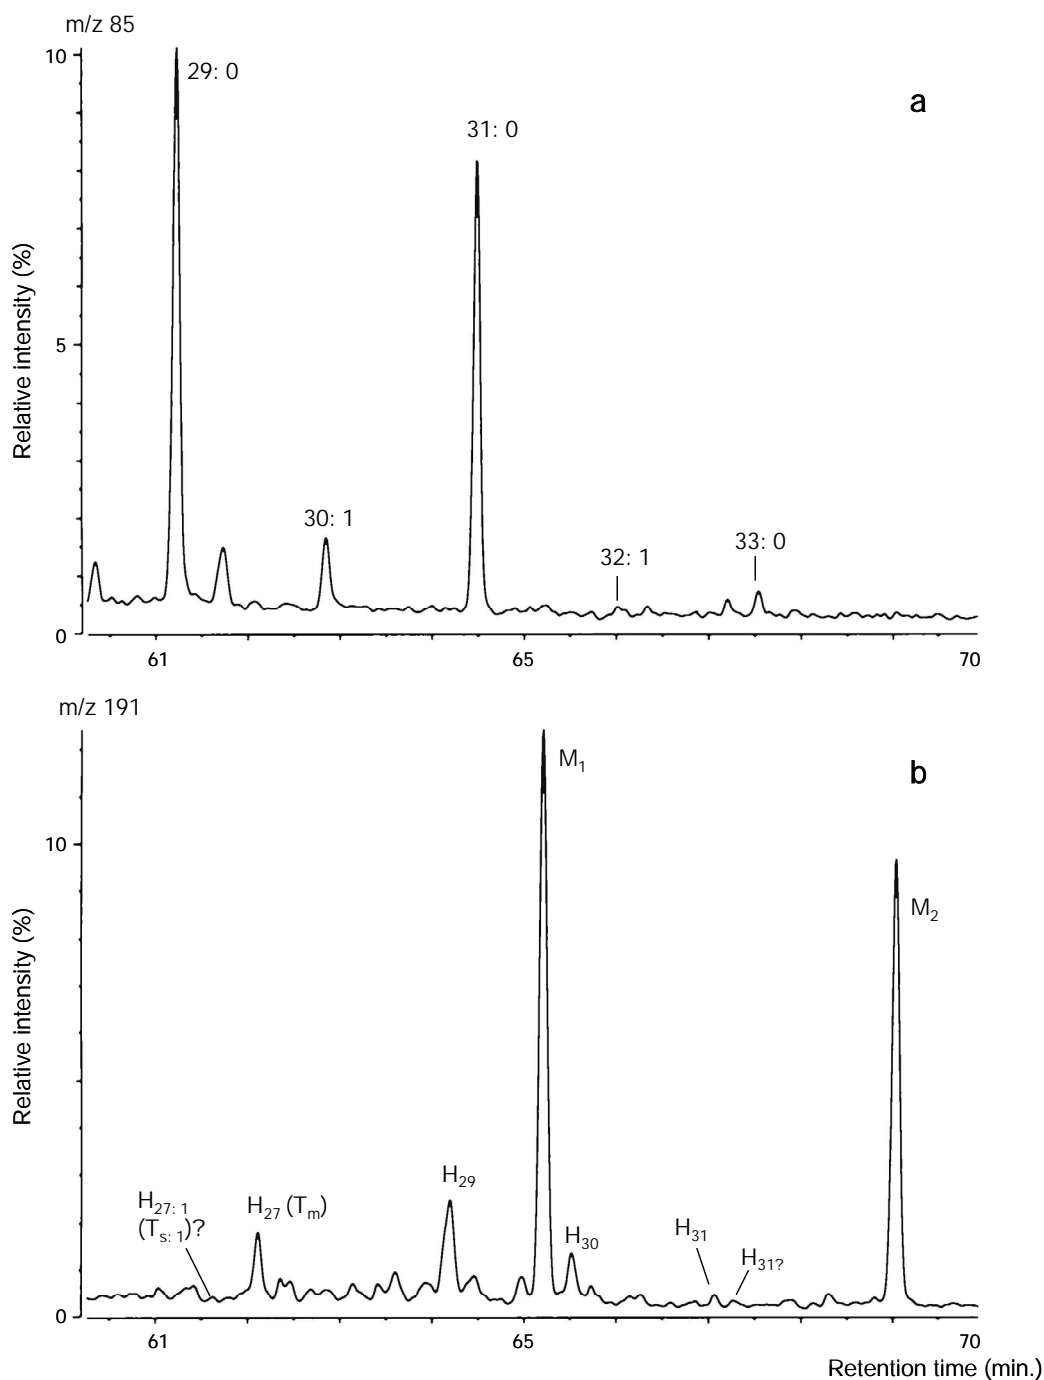 m/z 85
10
29: 0
a
31: 0
Relative intensity (%)
5
30: 1
32: 1
33: 0
0
61
65
70
m/z 191
M1
b
10
M2
Relative intensity (%)
H29
H27: 1
(Ts: 1)?
H27 (Tm)
H30
H31
H31?
0
61
65
70
Retention time (min.)